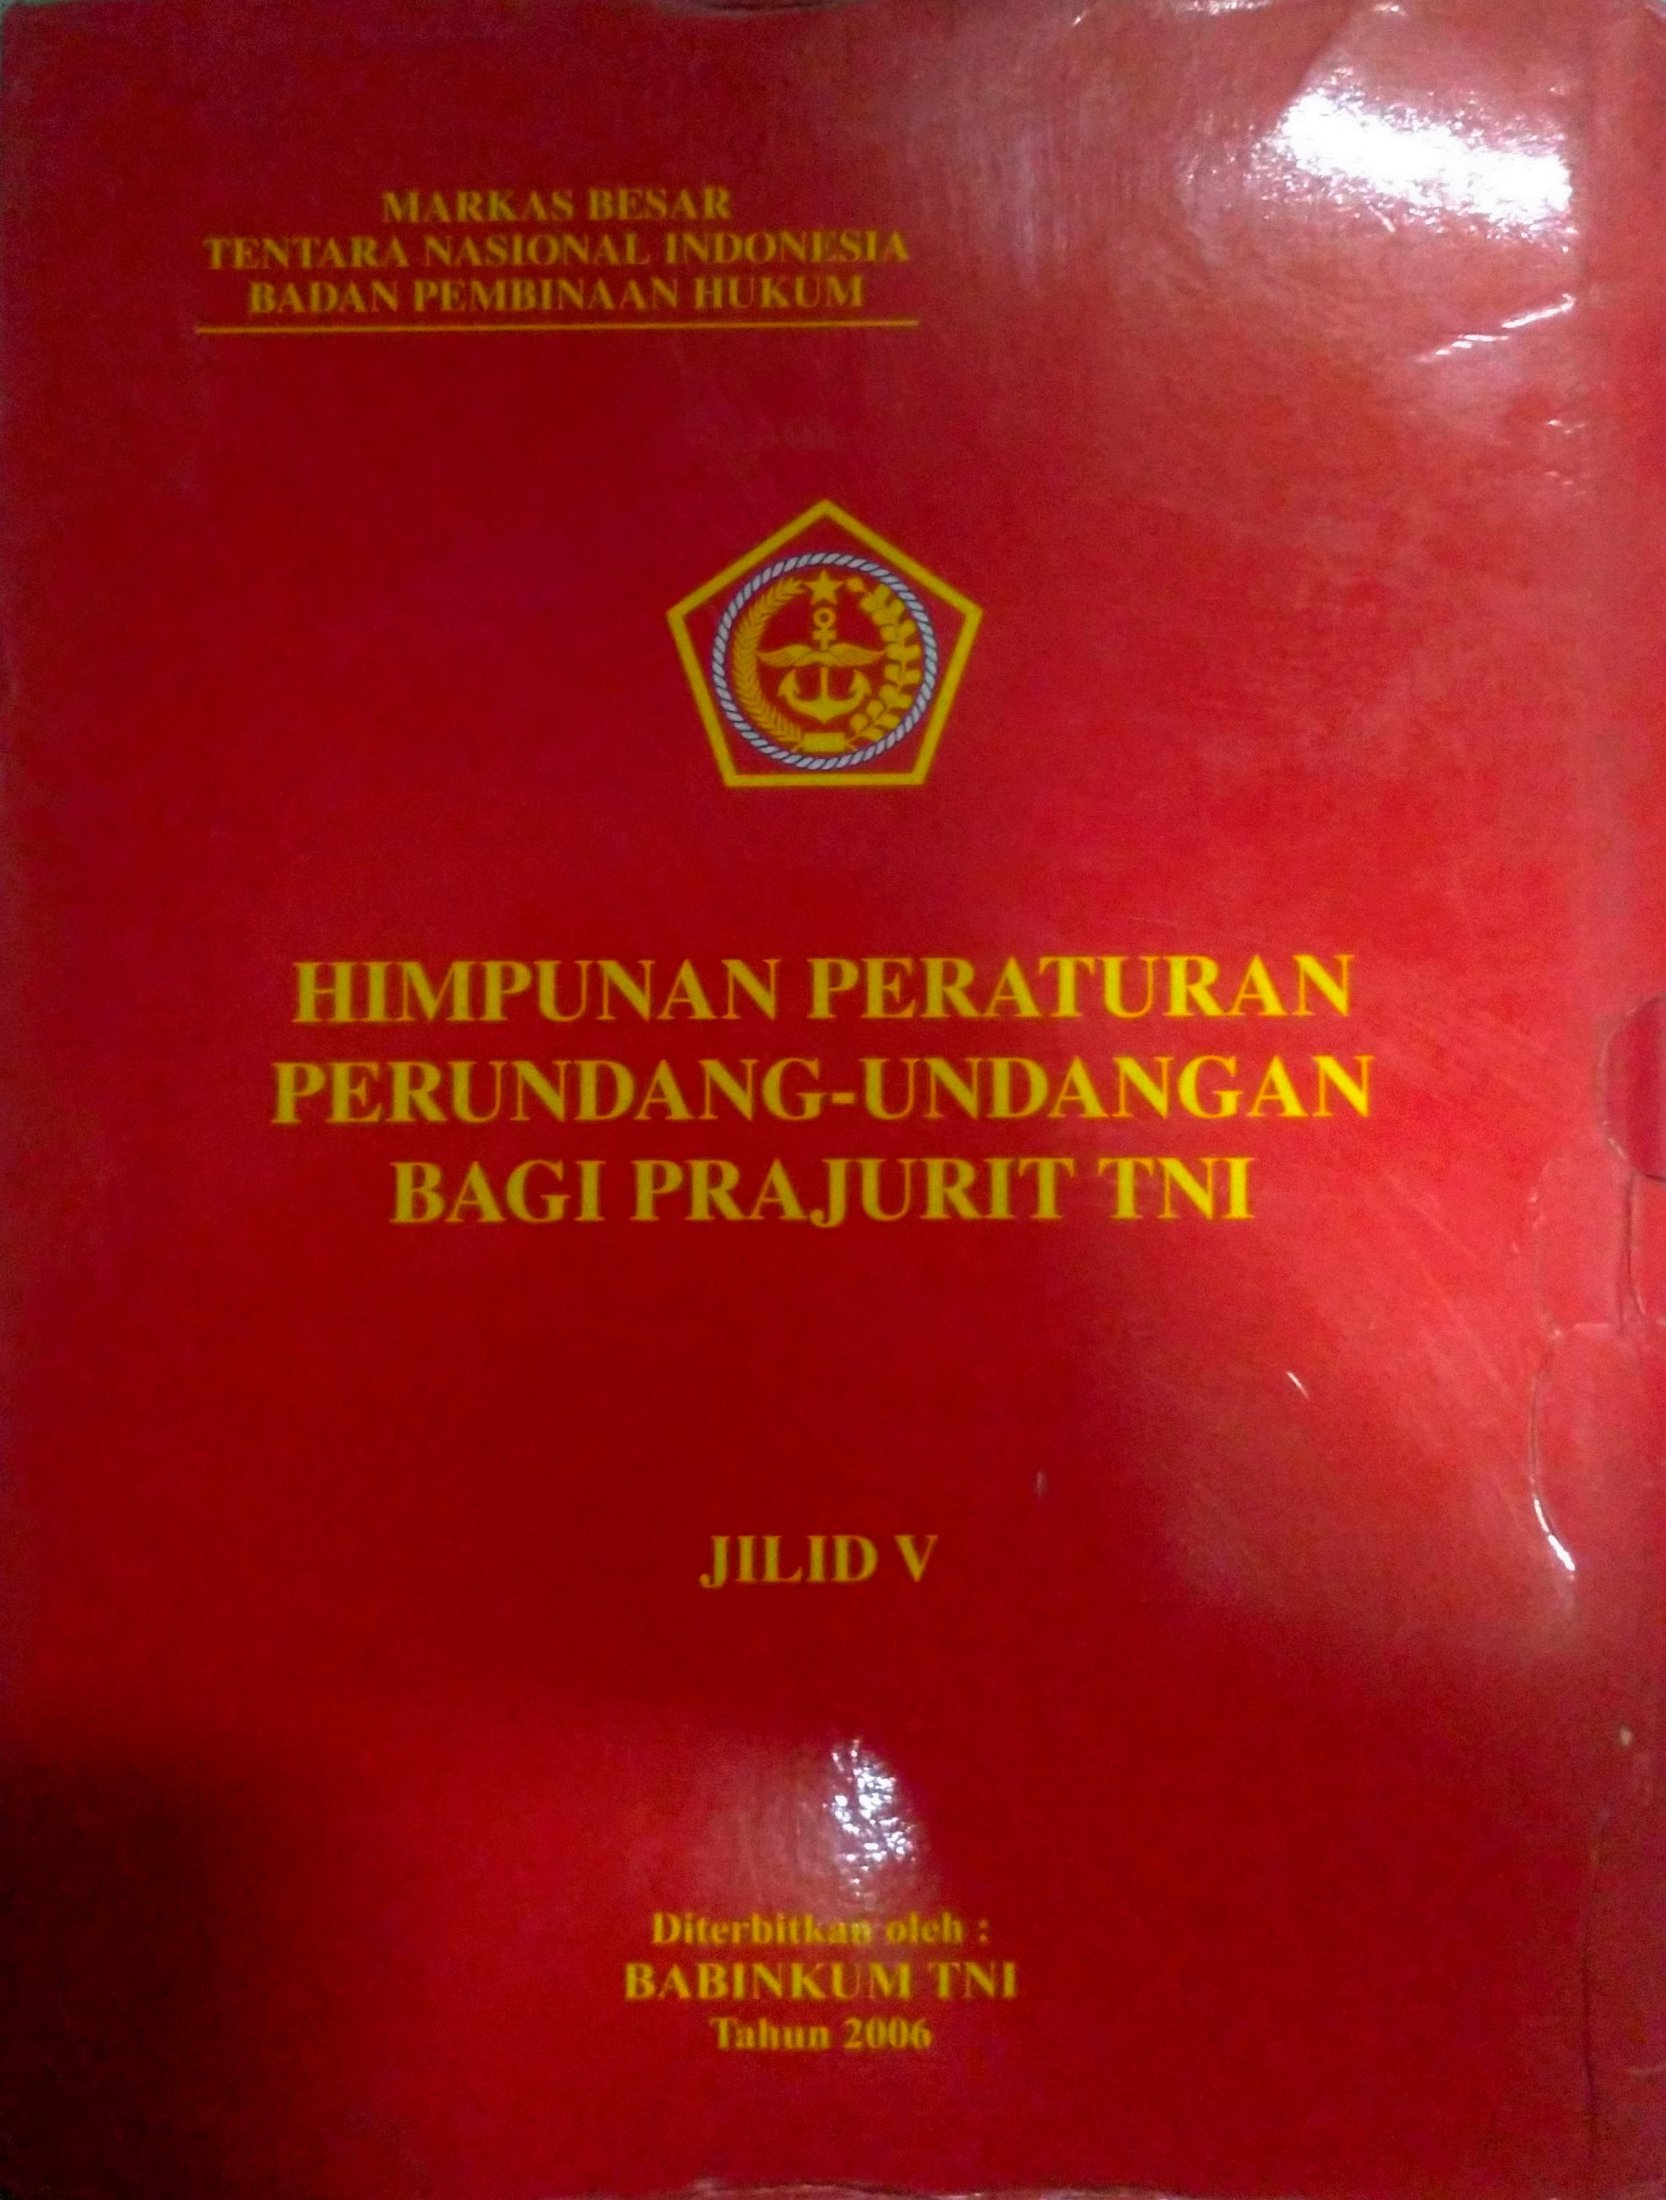 MARKAS BESAR
TENTARA NASIONAL INDONESIA
BADAN PEMBINAAN HUKUM
HIMPUNAN PERATURAN
PERUNDANG-UNDANGAN
BAGI PRAJURIT TNI
JILID V
Diterbitkan oleh :
BABINKUM TNI
Tahun 2006